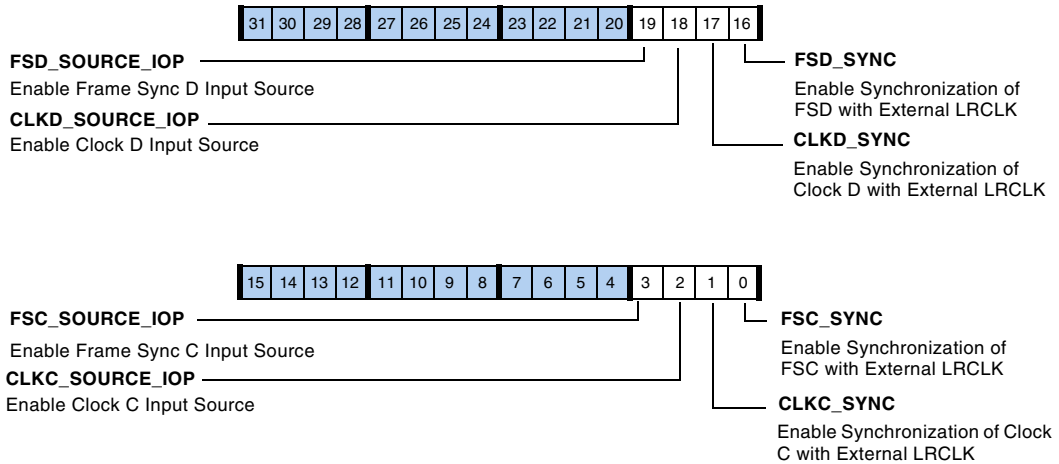 31 30 29 28 27 26 25 24 23 22 21 20 19 18 17 16
FSD_SOURCE_IOP
Enable Frame Sync D Input Source
CLKD_SOURCE_IOP
Enable Clock D Input Source
FSD_SYNC
Enable Synchronization of
FSD with External LRCLK
CLKD_SYNC
Enable Synchronization of
Clock D with External LRCLK
15 14 13 12 11 10 9 8 7 6 5 4 3 2 1 0
FSC_SOURCE_IOP
Enable Frame Sync C Input Source
CLKC_SOURCE_IOP
Enable Clock C Input Source
FSC_SYNC
Enable Synchronization of
FSC with External LRCLK
CLKC_SYNC
Enable Synchronization of Clock
C with External LRCLK